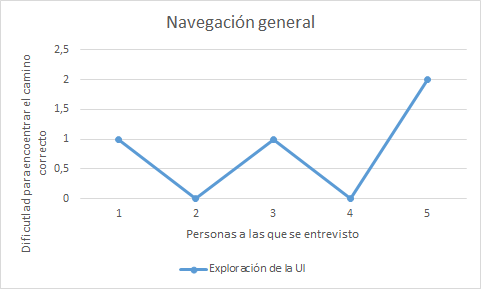 Navegación general
2,5
2
1,5
1
0,5
0
1 2 3 4 5
Dificutlad para encoentrar el camino
correcto
Personas a las que se entrevisto
Exploración de la UI